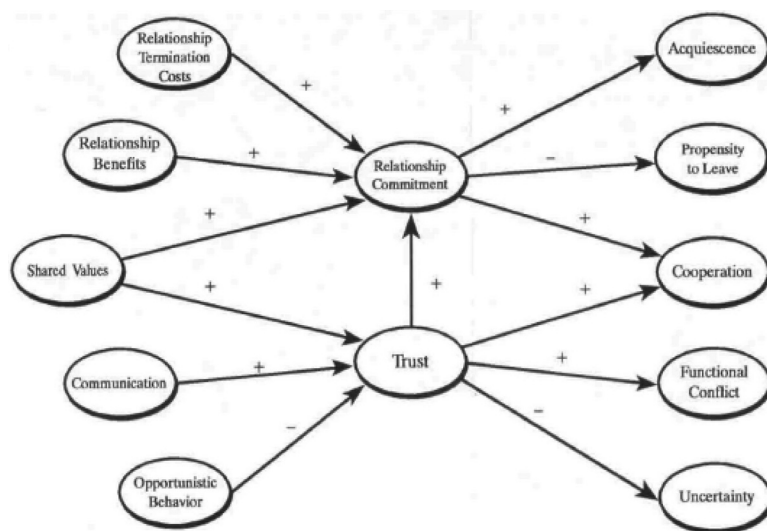 Relationship
Termination
Costs
Acquiescence
+
+
Relationship
Benefits
+
Relationship
Commitment
−
Propensity
to Leave
+
+
Shared Values
+
+
+
Cooperation
Communication
+
Trust
+
Functional
Conflict
−
−
Opportunistic
Behavior
Uncertainty